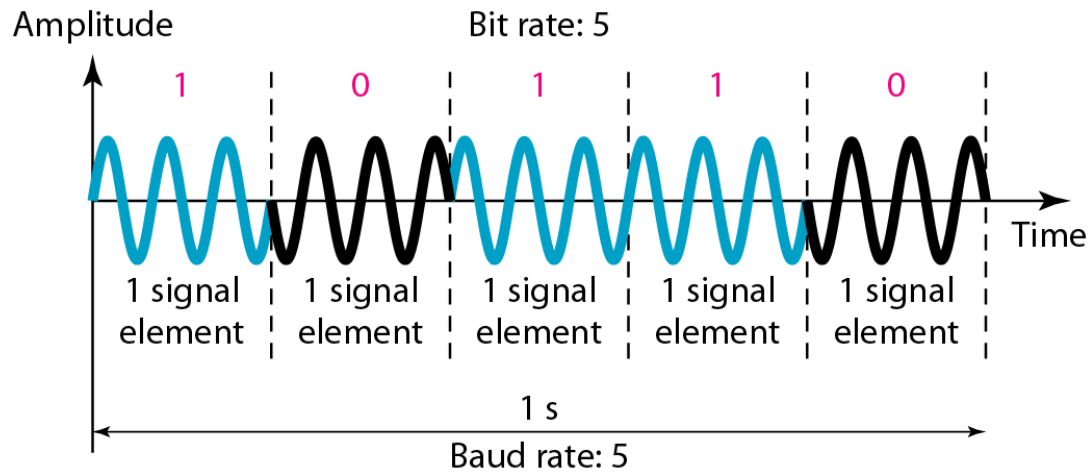 Amplitude
Bit rate: 5
1
0
1
1
0
Time
1 signal
element
1 signal
element
1 signal
element
1 signal
element
1 signal
element
1 s
Baud rate: 5